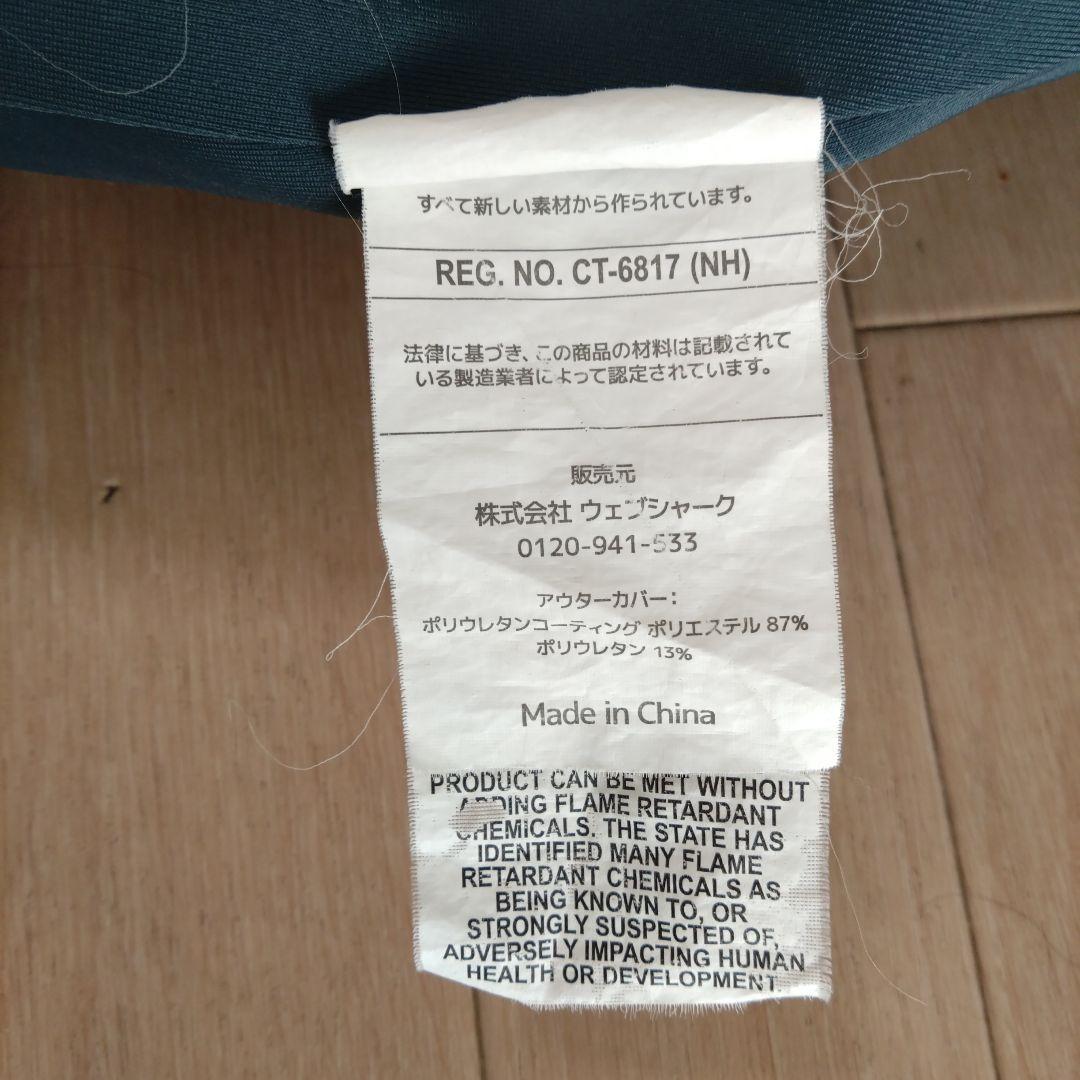 すべて新しい素材から作られています。
REG. NO. CT-6817 (NH)
法律に基づき、この商品の材料は記載されて
いる製造業者によって認定されています。
販売元
株式会社 ウェブシャーク
0120-941-533
アウターカバー：
ポリウレタンコーティング ポリエステル 87%
ポリウレタン 13%
Made in China
PRODUCT CAN BE MET WITHOUT
ADDING FLAME RETARDANT
CHEMICALS. THE STATE HAS
IDENTIFIED MANY FLAME
RETARDANT CHEMICALS AS
BEING KNOWN TO, OR
STRONGLY SUSPECTED OF,
ADVERSELY IMPACTING HUMAN
HEALTH OR DEVELOPMENT.